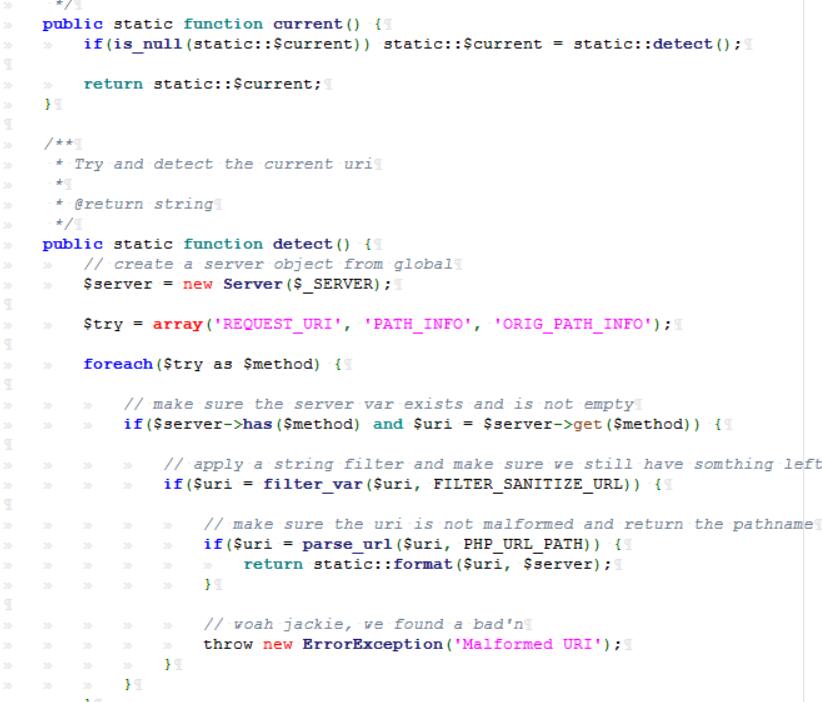 */
public static function current() {
if(is_null(static::$current)) static::$current = static::detect();
return static::$current;
}
/**
* Try and detect the current uri
*
* @return string
*/
public static function detect() {
// create a server object from global
$server = new Server($_SERVER);
$try = array('REQUEST_URI', 'PATH_INFO', 'ORIG_PATH_INFO');
foreach($try as $method) {
// make sure the server var exists and is not empty
if($server->has($method) and $uri = $server->get($method)) {
// apply a string filter and make sure we still have somthing left
if($uri = filter_var($uri, FILTER_SANITIZE_URL)) {
// make sure the uri is not malformed and return the pathname
if($uri = parse_url($uri, PHP_URL_PATH)) {
return static::format($uri, $server);
}
// woah jackie, we found a bad'n
throw new ErrorException('Malformed URI');
}
}
}